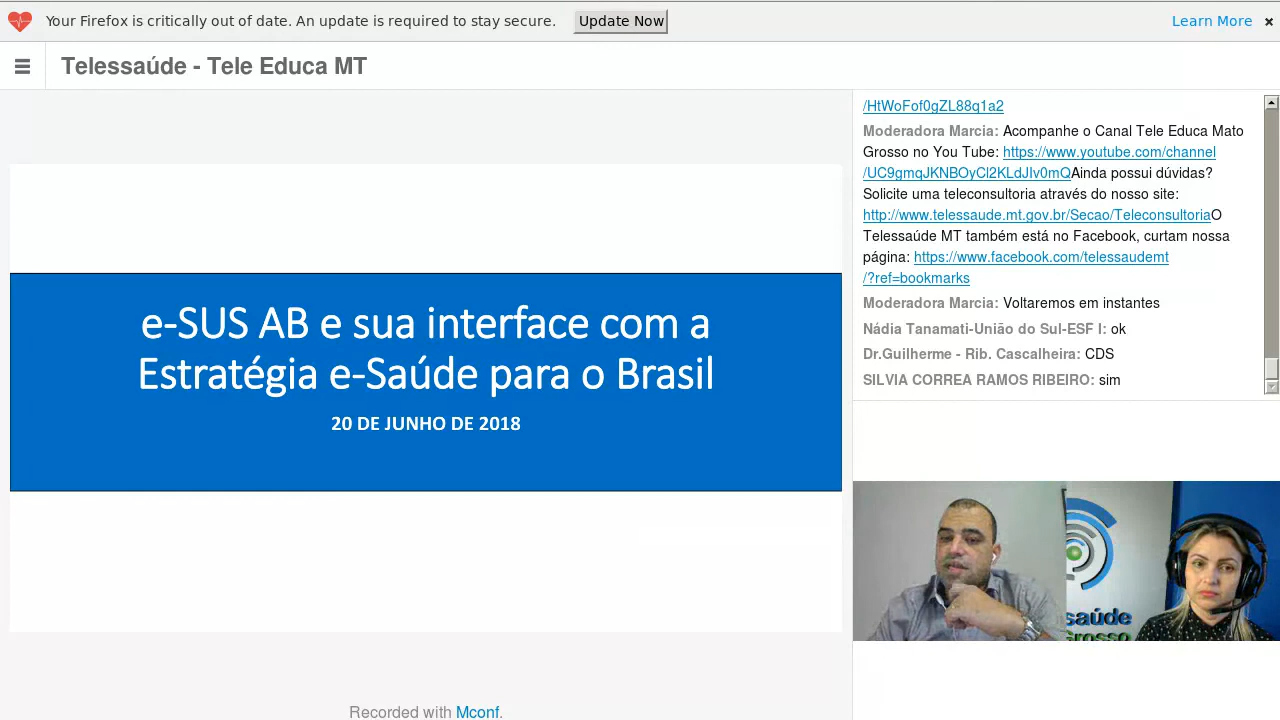 Your Firefox is critically out of date. An update is required to stay secure.
Update Now
Learn More
Telessaúde - Tele Educa MT
e-SUS AB e sua interface com a
Estratégia e-Saúde para o Brasil
20 DE JUNHO DE 2018
Recorded with Mconf.
/HtWoFof0gZL88q1a2
Moderadora Marcia: Acompanhe o Canal Tele Educa Mato
Grosso no You Tube: https://www.youtube.com/channel
/UC9gmqJKNBOyCl2KLdJIv0mQAinda possui dúvidas?
Solicite uma teleconsultoria através do nosso site:
http://www.telessaude.mt.gov.br/Secao/TeleconsultoriaO
Telessaúde MT também está no Facebook, curtam nossa
página: https://www.facebook.com/telessaudemt
/?ref=bookmarks
Moderadora Marcia: Voltaremos em instantes
Nádia Tanamati-União do Sul-ESF I: ok
Dr.Guilherme - Rib. Cascalheira: CDS
SILVIA CORREA RAMOS RIBEIRO: sim
saúde
Grosso